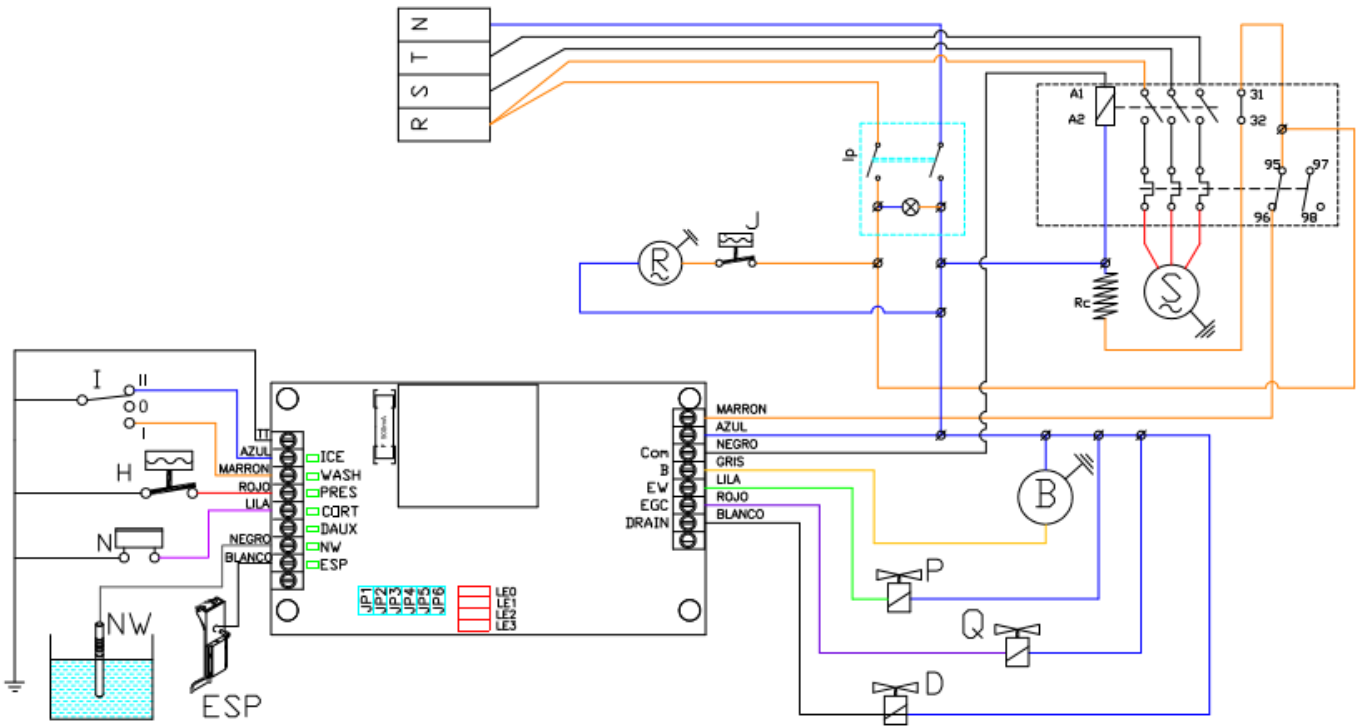 N
T
S
R
Ip
A1
A2
31
32
95
97
96
98
J
R
Rc
S
I
II
0
I
H
N
NW
ESP
TT
AZUL
MARRON
ROJO
LILA
NEGRO
BLANCO
ICE
WASH
PRES
CORT
DAUX
NW
ESP
JP1
JP2
JP3
JP4
JP5
JP6
LE0
LE1
LE2
LE3
Com
B
EW
EGC
DRAIN
MARRON
AZUL
NEGRO
GRIS
LILA
ROJO
BLANCO
B
P
Q
D